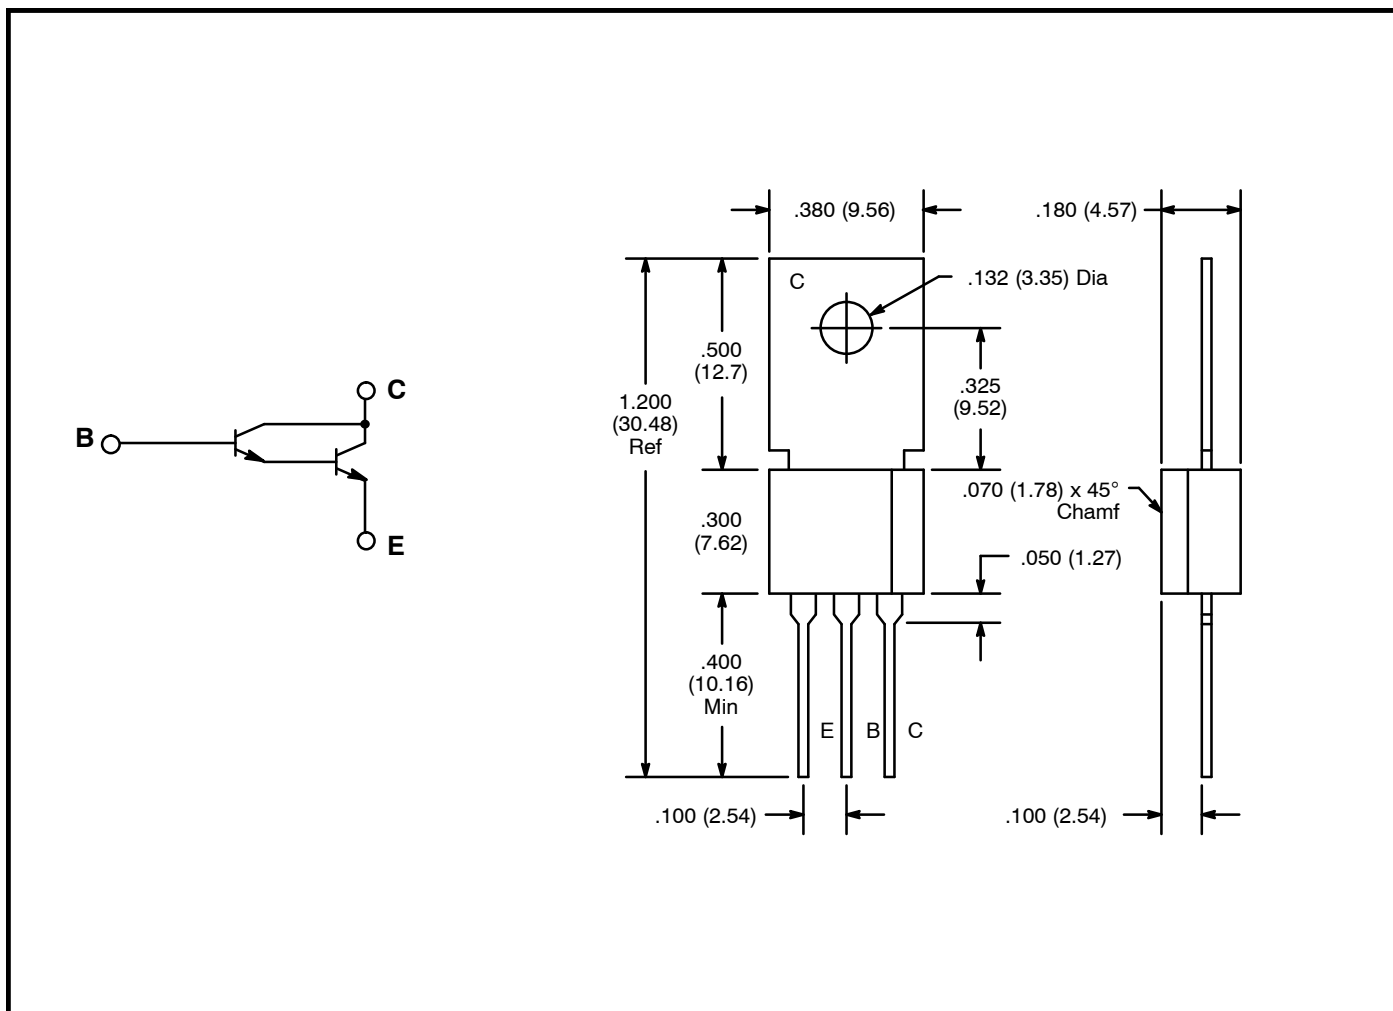 .380 (9.56)
.180 (4.57)
C
.132 (3.35) Dia
.500
(12.7)
.325
(9.52)
1.200
(30.48)
Ref
C
B
E
.070 (1.78) x 45°
Chamf
.300
(7.62)
.050 (1.27)
.400
(10.16)
Min
E B C
.100 (2.54)
.100 (2.54)